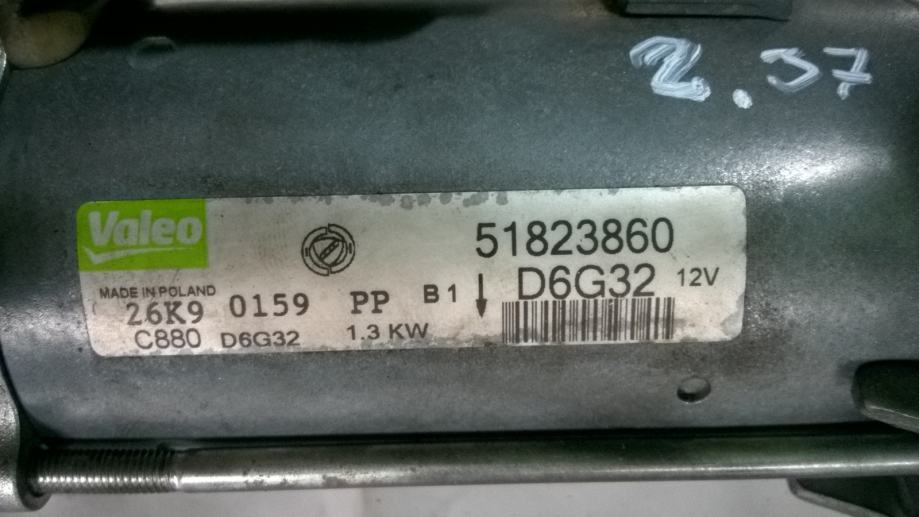 2.37
Valeo
51823860
MADE IN POLAND
D6G32 12V
26K9 0159 PP B1
C880 D6G32 1.3 KW